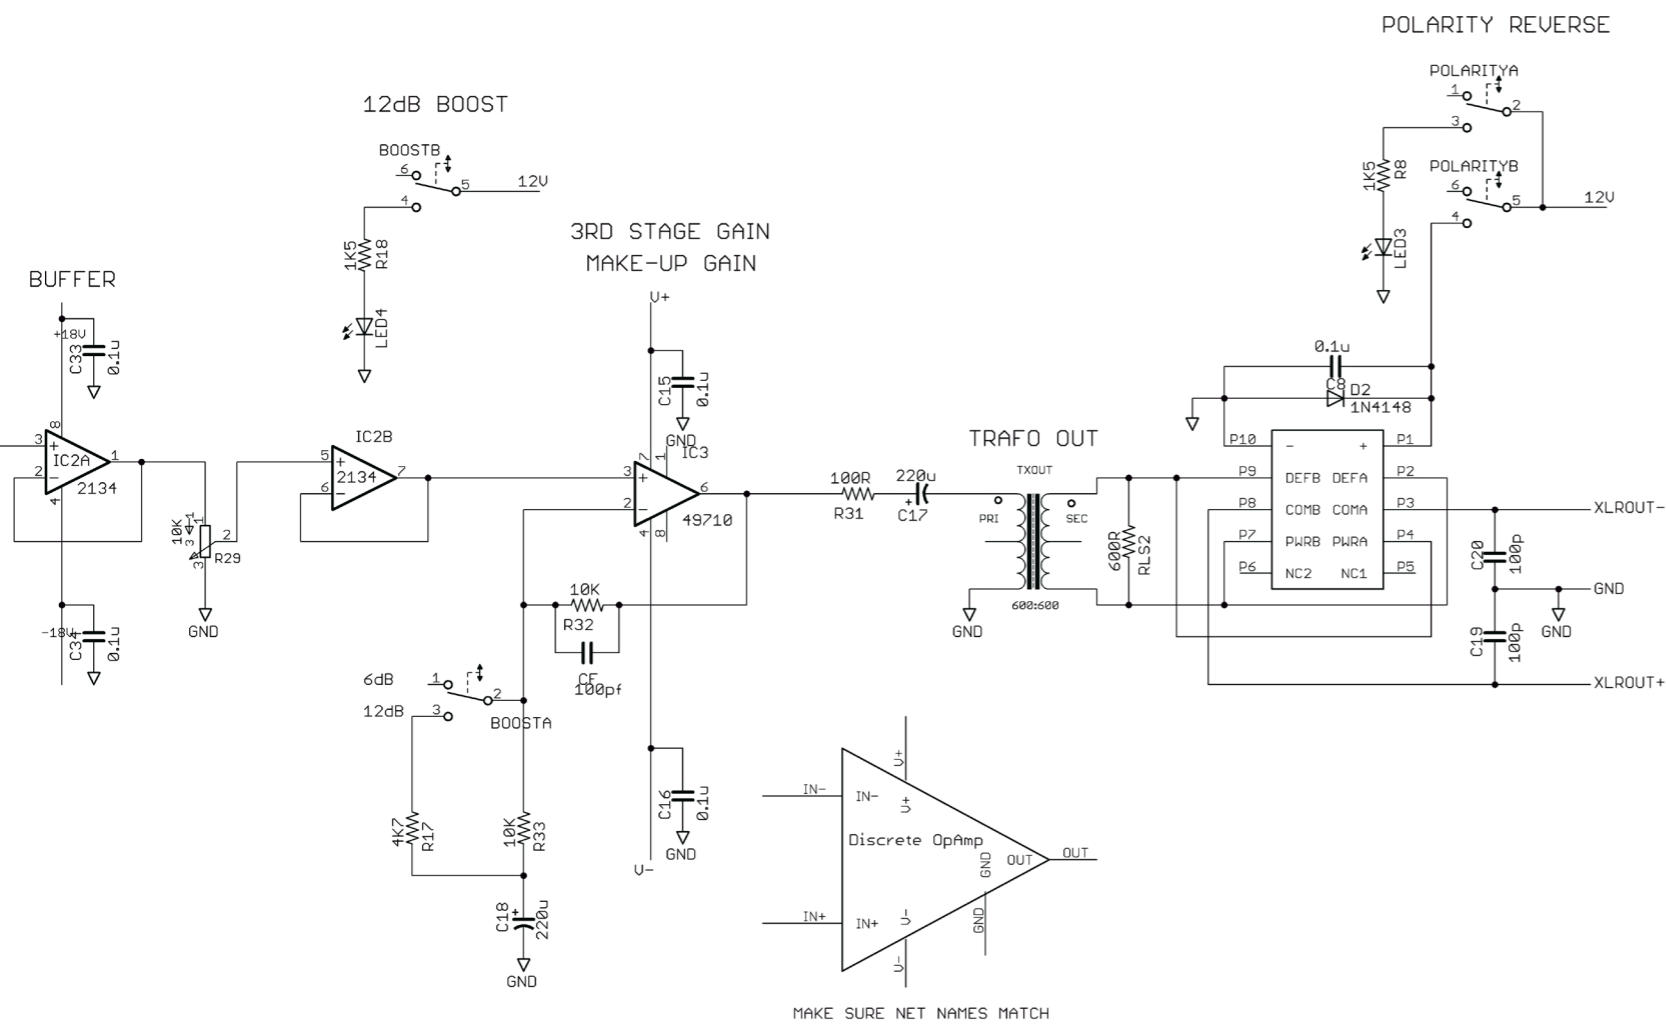 POLARITY REVERSE
POLARITYA
1
2
3
1K5
R8
LED3
POLARITYB
6
5
4
12V
12dB BOOST
BOOSTB
6
5
4
12V
1K5
R18
LED4
3RD STAGE GAIN
MAKE-UP GAIN
V+
C15
0.1u
GND
IC3
7
1
3
+
2
-
6
49710
4
8
BUFFER
+18V
C33
0.1u
8
3
+
IC2A
1
2
-
2134
4
10K
1
3
1
2
3
R29
GND
-18V
C34
0.1u
IC2B
5
+
2134
7
6
-
10K
R32
CF
100pf
6dB
1
2
12dB
3
BOOSTA
4K7
R17
10K
R33
C18
+
220u
GND
C16
0.1u
GND
V-
100R
R31
220u
+
C17
TRAFO OUT
TXOUT
PRI
SEC
600:600
GND
600R
RLS2
0.1u
C8
D2
1N4148
P10
-
+
P1
P9
DEFB
DEFA
P2
P8
COMB
COMA
P3
P7
PWRB
PWRA
P4
P6
NC2
NC1
P5
XLROUT-
C20
100p
GND
GND
C19
100p
XLROUT+
V+
V+
IN-
IN-
Discrete OpAmp
GND
OUT
OUT
IN+
IN+
V-
GND
V-
MAKE SURE NET NAMES MATCH